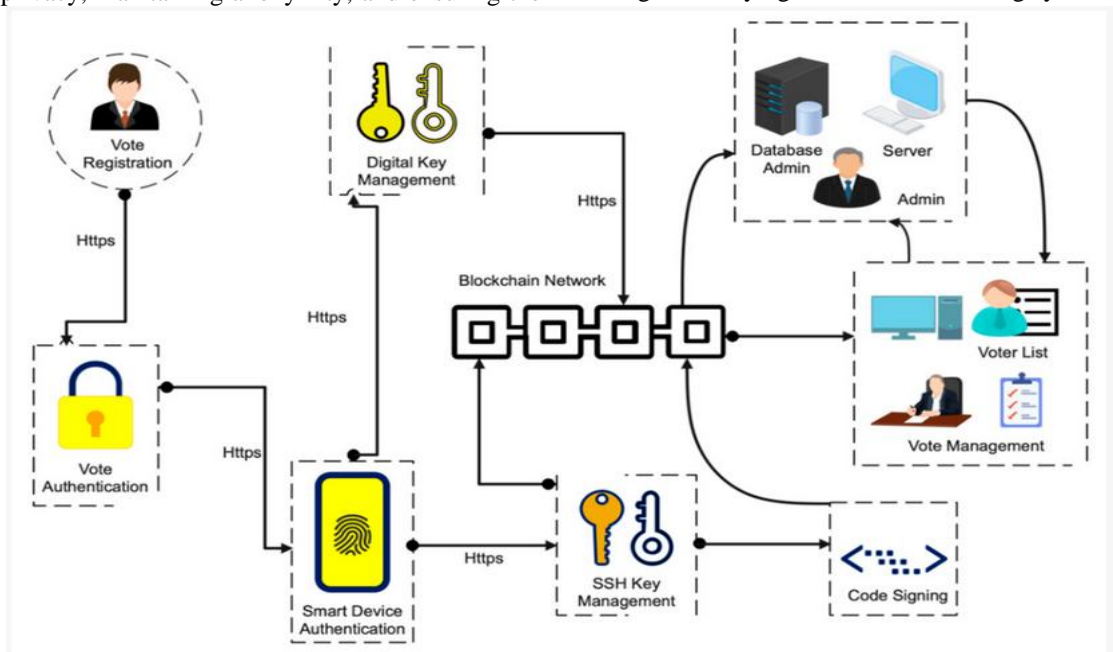 Vote
Registration
Https
Vote
Authentication
Https
Smart Device
Authentication
Https
Digital Key
Management
Https
Blockchain Network
Https
SSH Key
Management
Code Signing
Database
Admin
Server
Admin
Voter List
Vote Management